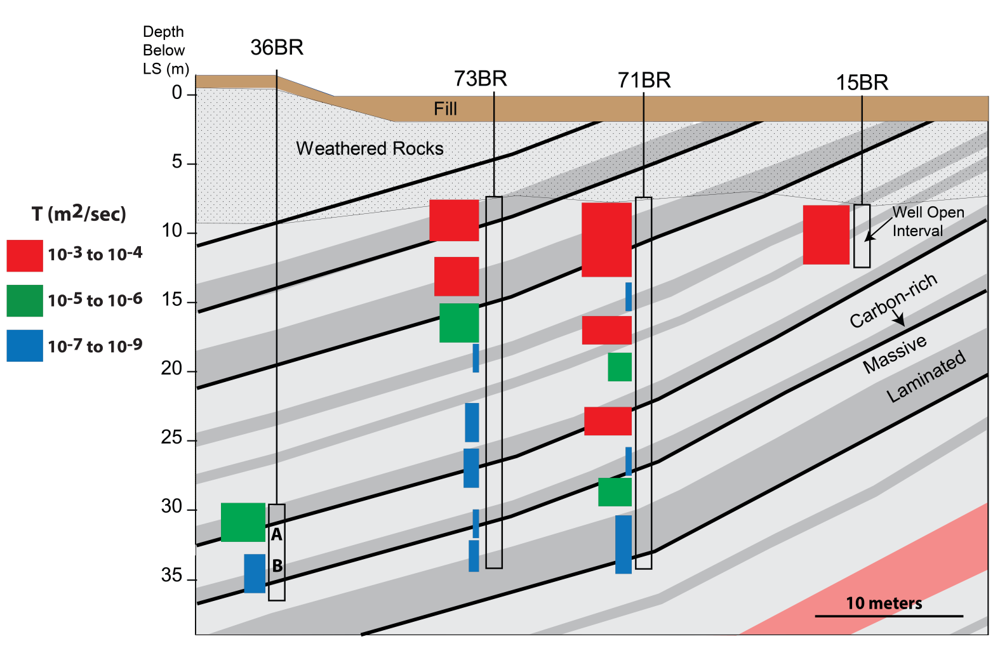 Depth
Below
LS (m)
36BR
73BR
71BR
15BR
0
Fill
Weathered Rocks
5
T (m2/sec)
10-3 to 10-4
10-5 to 10-6
10-7 to 10-9
10
Well Open
Interval
15
Carbon-rich
Massive
Laminated
20
25
30
A
B
35
10 meters